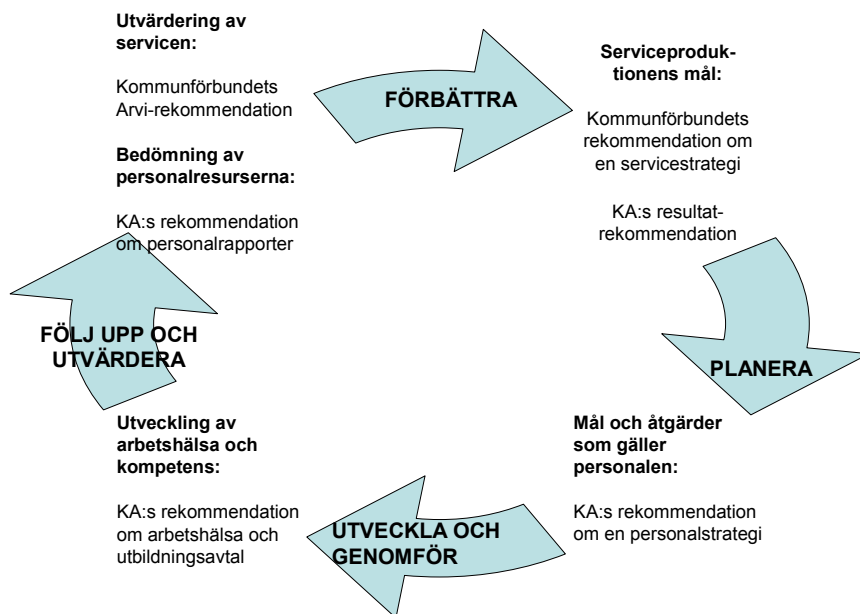 Utvärdering av
servicen:
Kommunförbundets
Arvi-rekommendation
Bedömning av
personalresurserna:
KA:s rekommendation
om personalrapporter
FÖRBÄTTRA
Serviceproduk-
tionens mål:
Kommunförbundets
rekommendation om
en servicestrategi
KA:s resultat-
rekommendation
PLANERA
Mål och åtgärder
som gäller
personalen:
KA:s rekommendation
om en personalstrategi
UTVECKLA OCH
GENOMFÖR
Utveckling av
arbetshälsa och
kompetens:
KA:s rekommendation
om arbetshälsa och
utbildningsavtal
FÖLJ UPP OCH
UTVÄRDERA